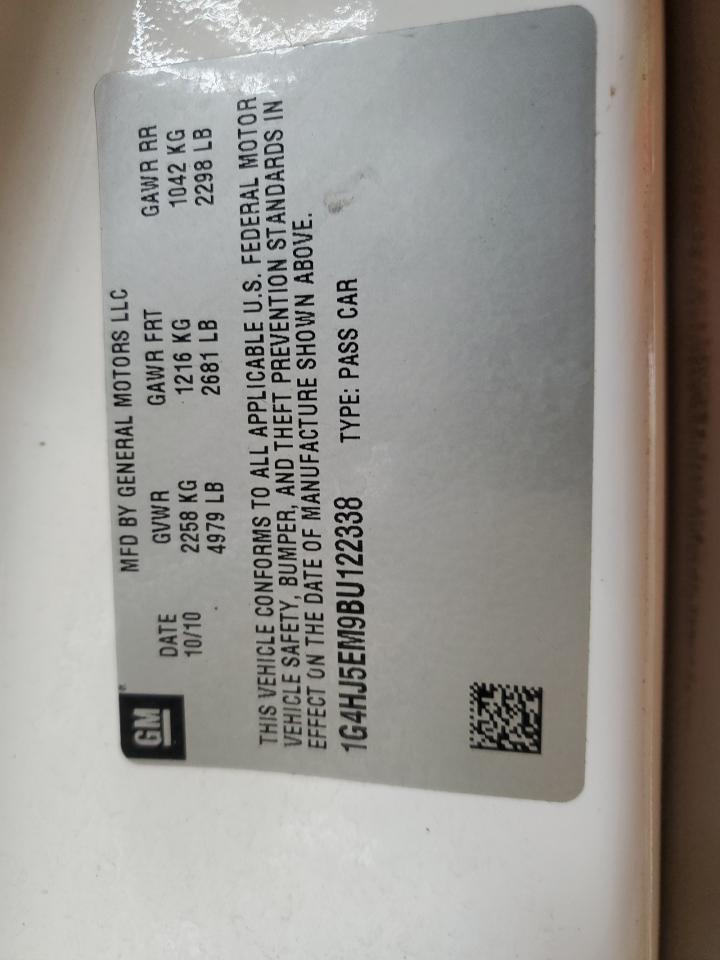 GM
MFD BY GENERAL MOTORS LLC
DATE GVWR GAWR FRT GAWR RR
10/10 2258 KG 1216 KG 1042 KG
4979 LB 2681 LB 2298 LB
THIS VEHICLE CONFORMS TO ALL APPLICABLE U.S. FEDERAL MOTOR
VEHICLE SAFETY, BUMPER, AND THEFT PREVENTION STANDARDS IN
EFFECT ON THE DATE OF MANUFACTURE SHOWN ABOVE.
1G4HJ5EM9BU122338 TYPE: PASS CAR